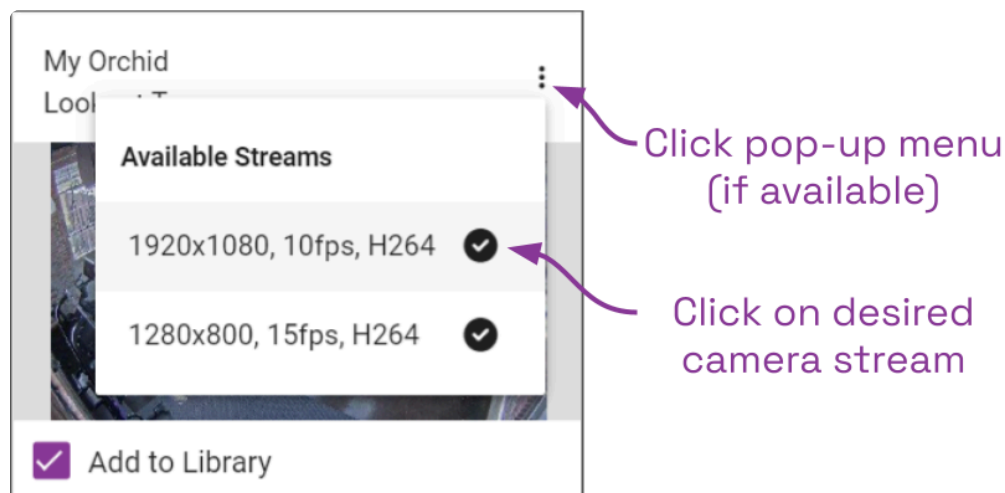 My Orchid
Look
Available Streams
1920x1080, 10fps, H264
1280x800, 15fps, H264
Add to Library
Click pop-up menu
(if available)
Click on desired
camera stream